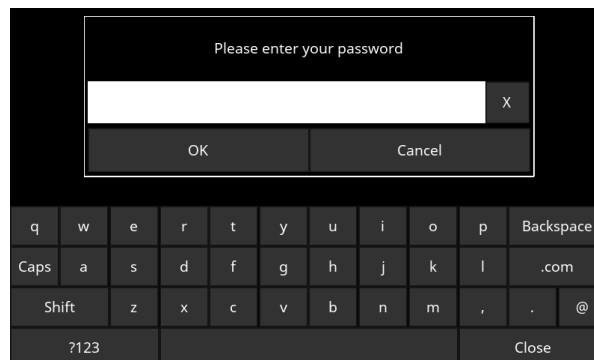 Please enter your password
X
OK Cancel
q w e r t y u i o p Backspace
Caps a s d f g h j k l .com
Shift z x c v b n m , . @
?123 Close